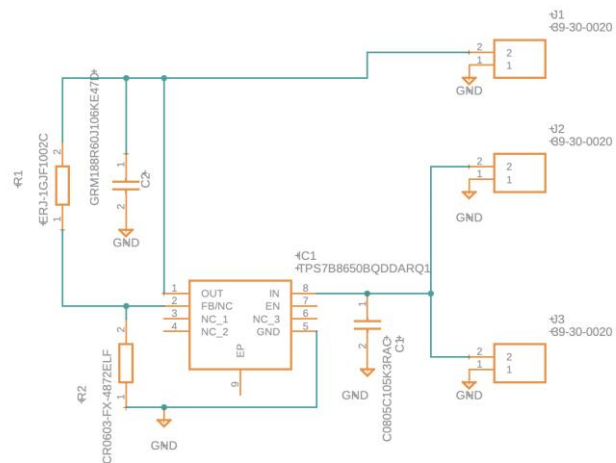 J1
39-30-0020
2
1
2
1
GND
J2
39-30-0020
2
1
2
1
GND
J3
39-30-0020
2
1
2
1
GND
R1
ERJ-1GJF1002C
2
1
GRM188R60J106KE47D
C2
1
2
GND
IC1
TPS7B8650BQDDARQ1
1 OUT IN 8
2 FB/NC EN 7
3 NC_1 NC_3 6
4 NC_2 GND 5
EP
9
R2
CR0603-FX-4872ELF
2
1
GND
C0805C105K3RAC
C1
1
2
GND